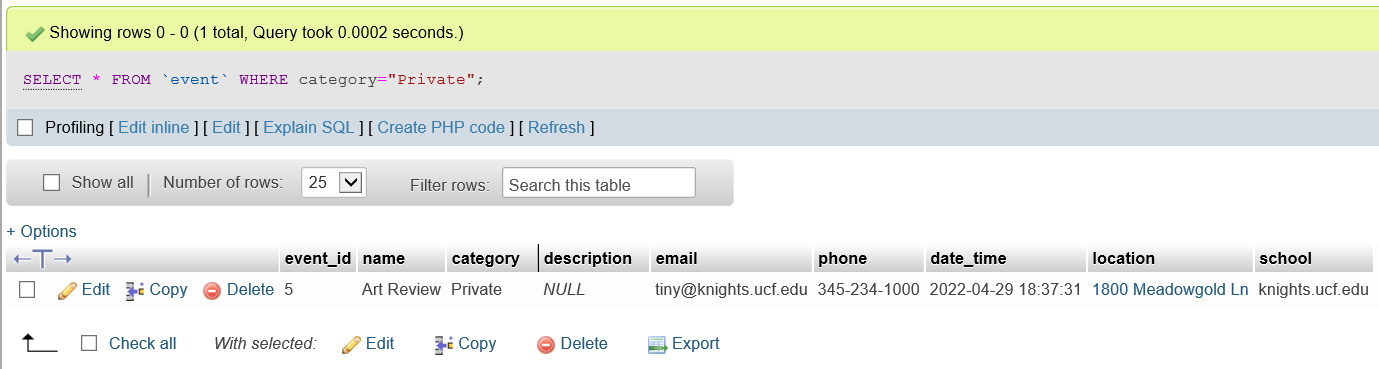 Showing rows 0 - 0 (1 total, Query took 0.0002 seconds.)
SELECT * FROM `event` WHERE category="Private";
Profiling [ Edit inline ] [ Edit ] [ Explain SQL ] [ Create PHP code ] [ Refresh ]
Show all | Number of rows: 25 Filter rows: Search this table
+ Options
←T→ event_id name category description email phone date_time location school
Edit Copy Delete 5 Art Review Private NULL tiny@knights.ucf.edu 345-234-1000 2022-04-29 18:37:31 1800 Meadowgold Ln knights.ucf.edu
Check all With selected: Edit Copy Delete Export